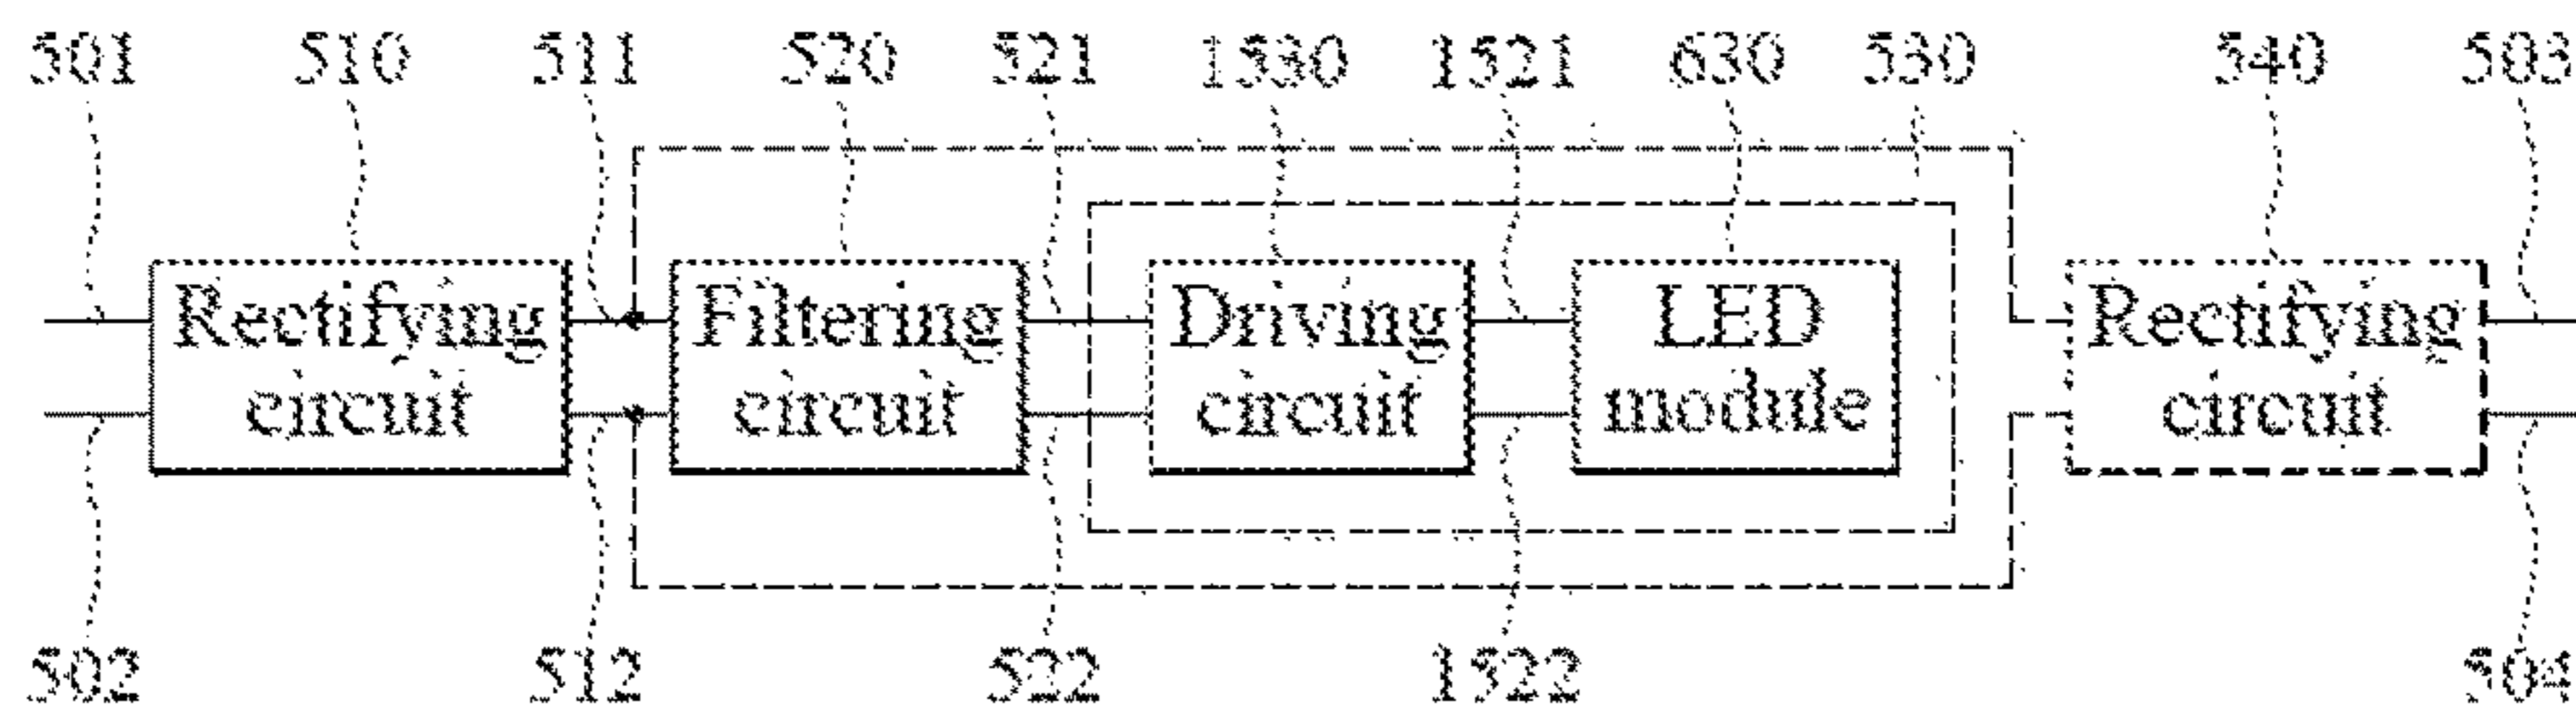 501 510 511 520 521 1530 1521 630 530 540 503
Rectifying Filtering Driving LED Rectifying
circuit circuit circuit module circuit
502 512 522 1522 504